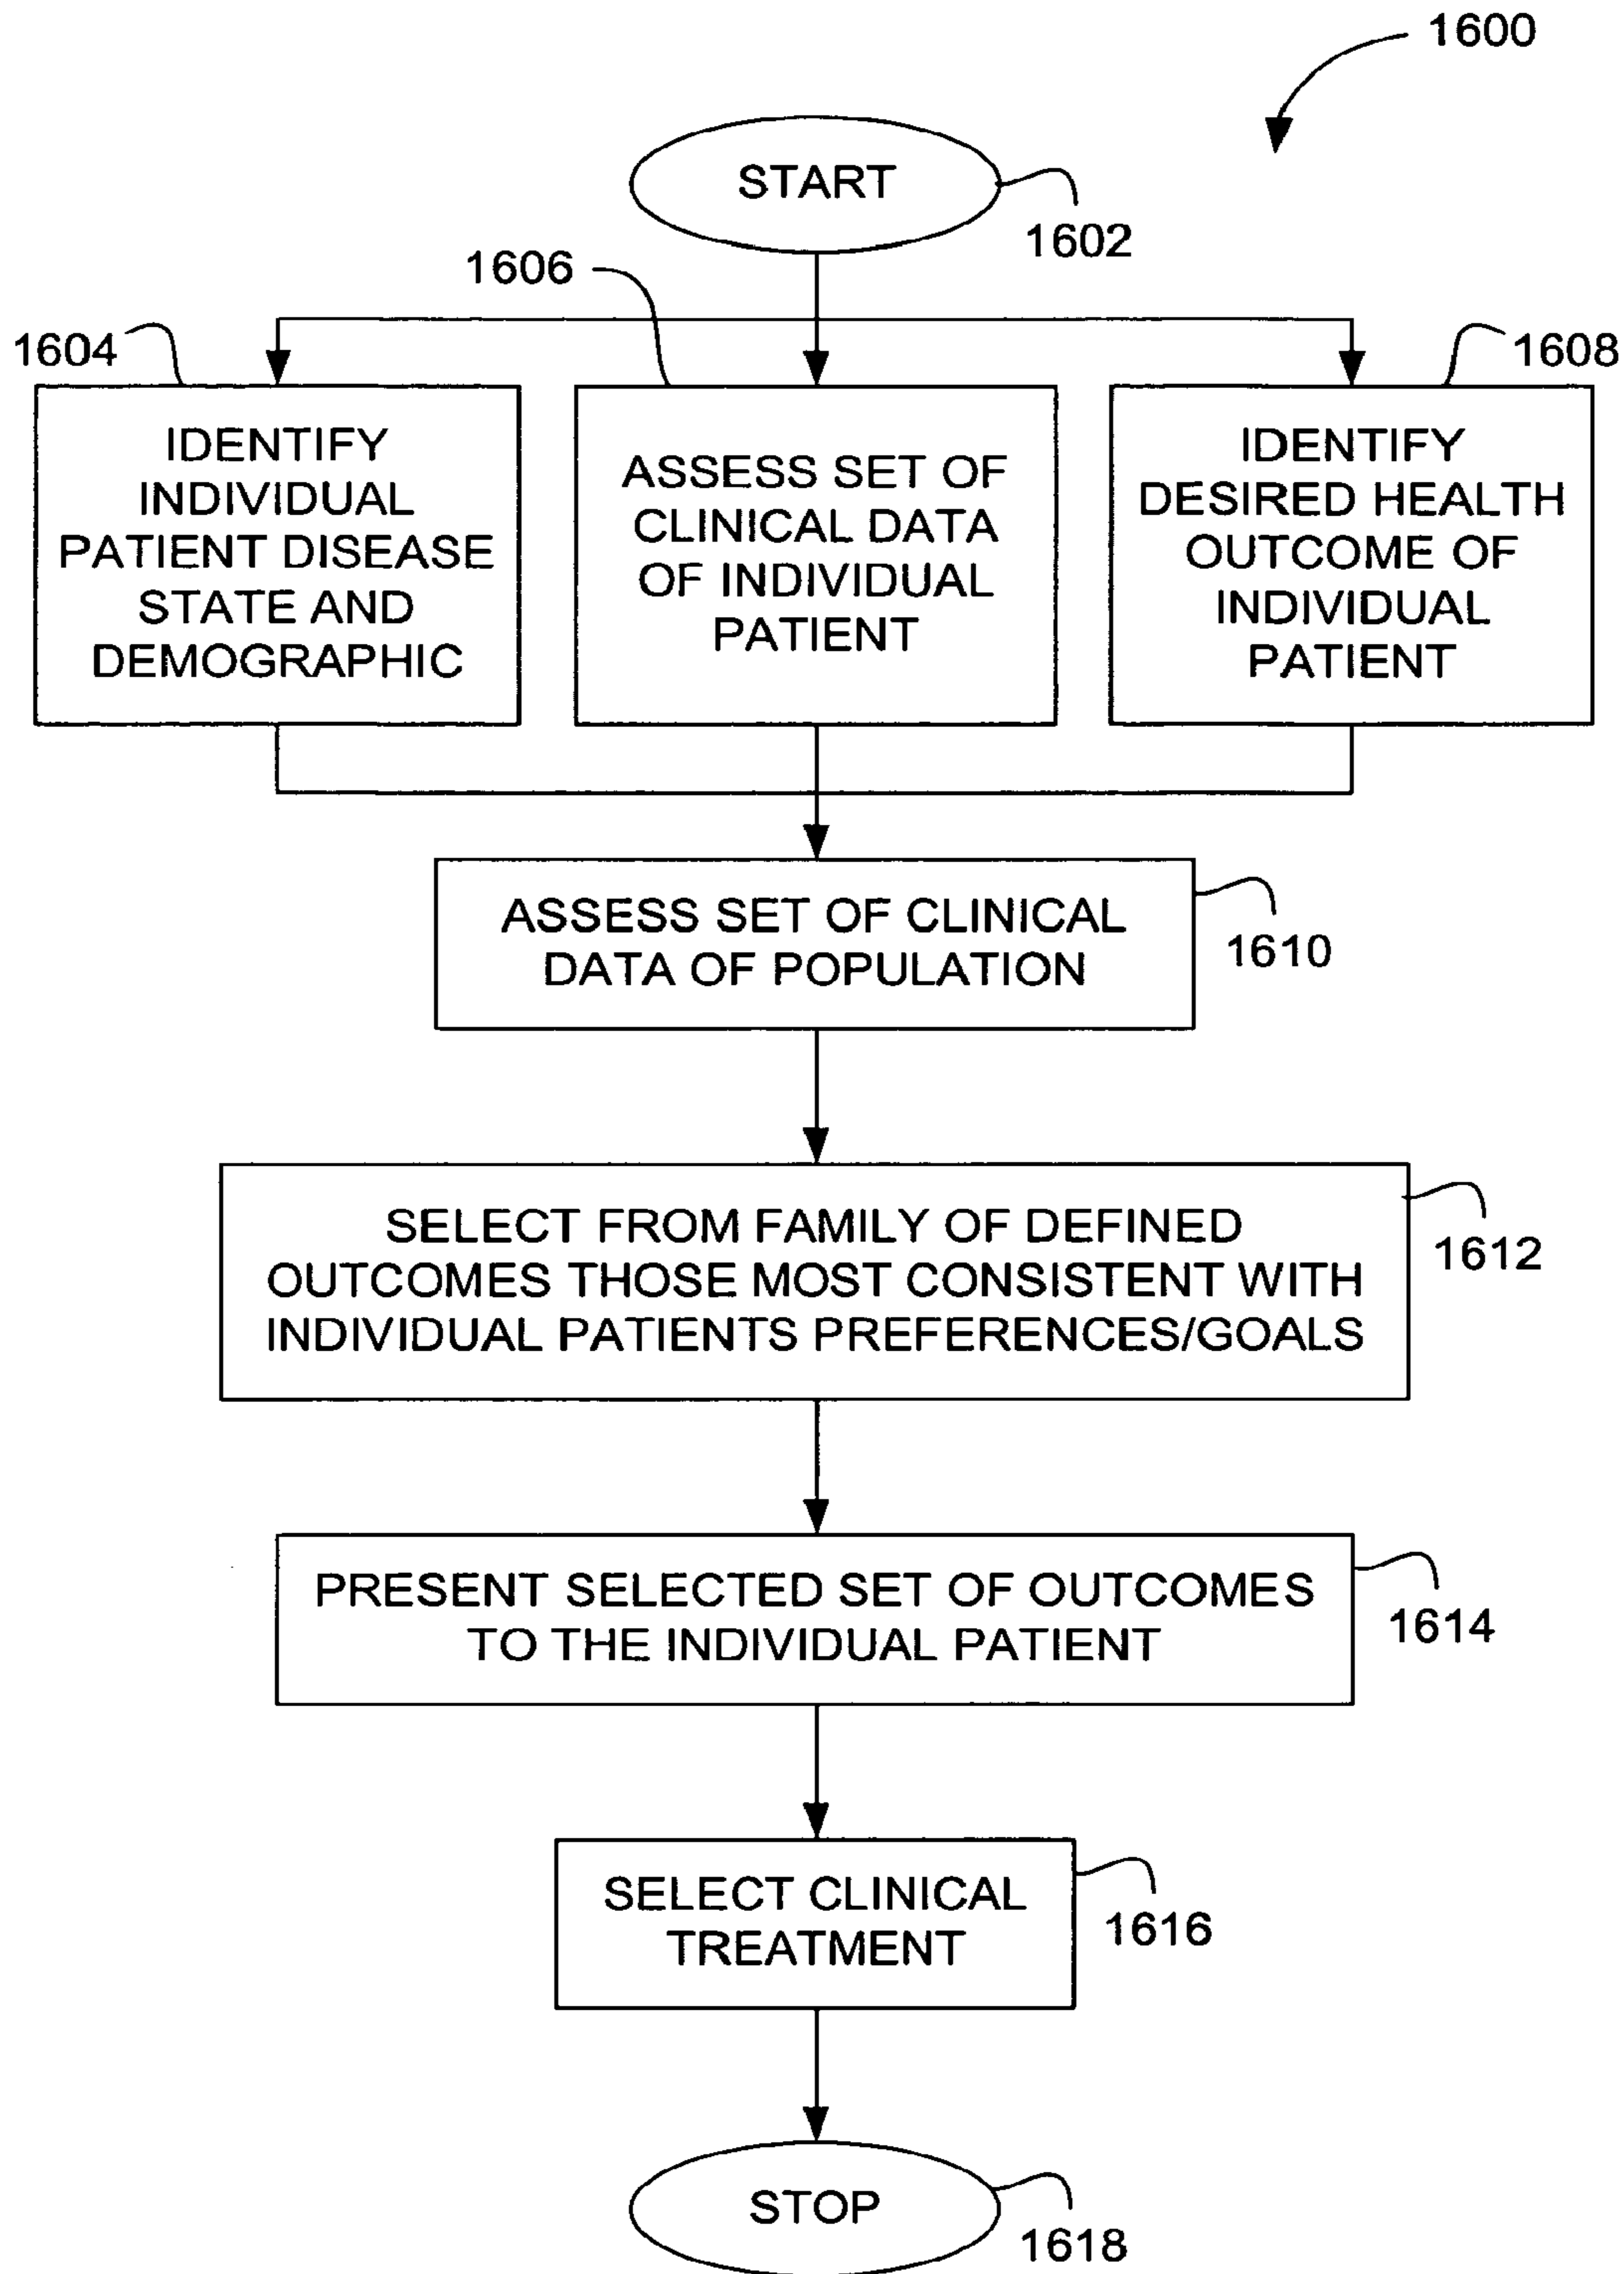 1600
START
1602
1606
1604
1608
IDENTIFY
INDIVIDUAL
PATIENT DISEASE
STATE AND
DEMOGRAPHIC
ASSESS SET OF
CLINICAL DATA
OF INDIVIDUAL
PATIENT
IDENTIFY
DESIRED HEALTH
OUTCOME OF
INDIVIDUAL
PATIENT
ASSESS SET OF CLINICAL
DATA OF POPULATION
1610
SELECT FROM FAMILY OF DEFINED
OUTCOMES THOSE MOST CONSISTENT WITH
INDIVIDUAL PATIENTS PREFERENCES/GOALS
1612
PRESENT SELECTED SET OF OUTCOMES
TO THE INDIVIDUAL PATIENT
1614
SELECT CLINICAL
TREATMENT
1616
STOP
1618